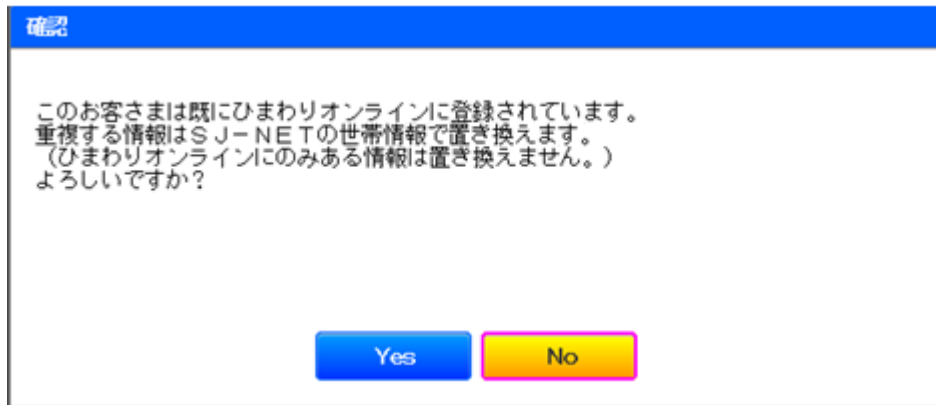 確認
このお客さまは既にひまわりオンラインに登録されています。
重複する情報はＳＪ－ＮＥＴの世帯情報で置き換えます。
（ひまわりオンラインにのみある情報は置き換えません。）
よろしいですか？
Yes
No